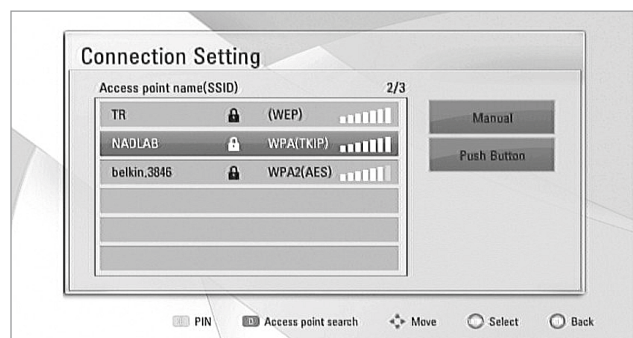 Connection Setting
Access point name(SSID) 2/3
TR (WEP)
NADLAB WPA(TKIP)
belkin.3846 WPA2(AES)
Manual
Push Button
PIN D Access point search Move Select Back